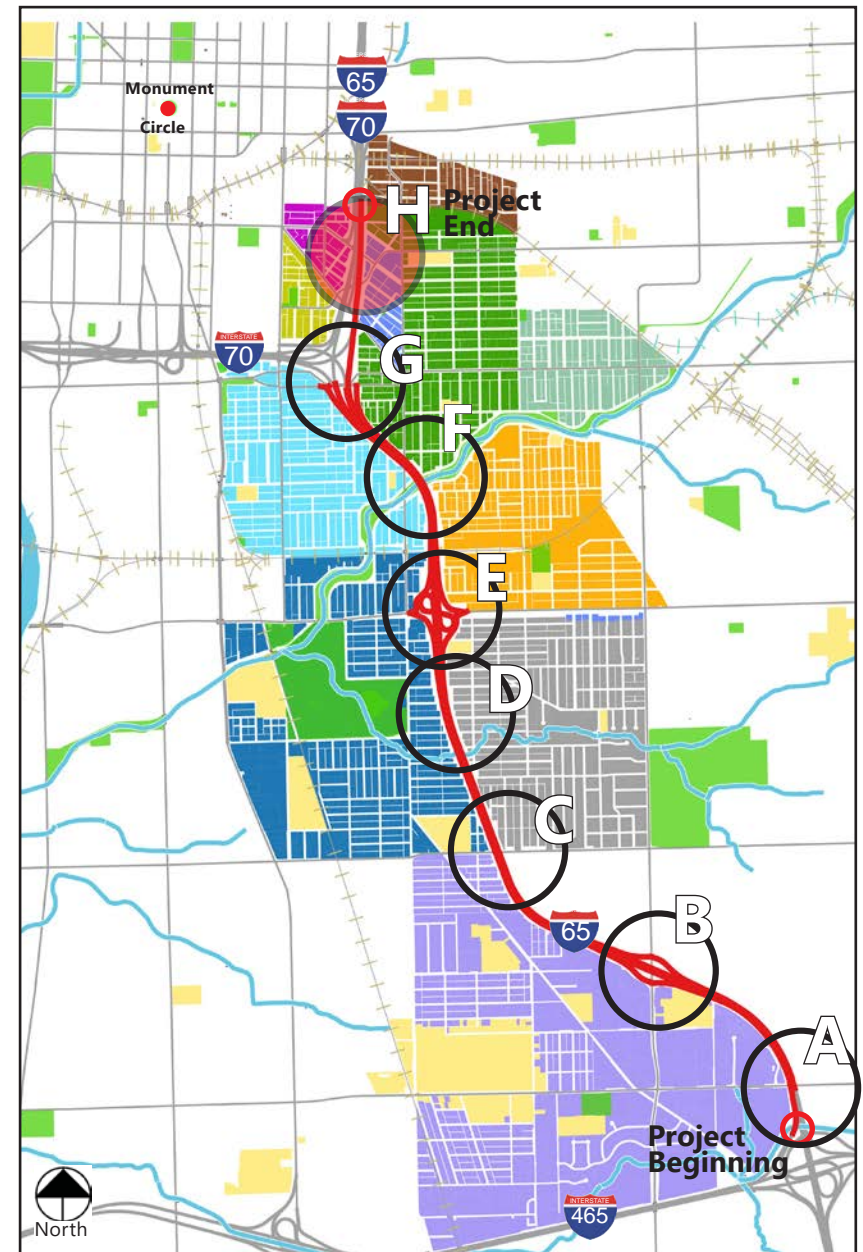 65
Monument
Circle
70
H
Project
End
INTERSTATE
70
G
F
E
D
C
B
65
A
Project
Beginning
North
INTERSTATE
465